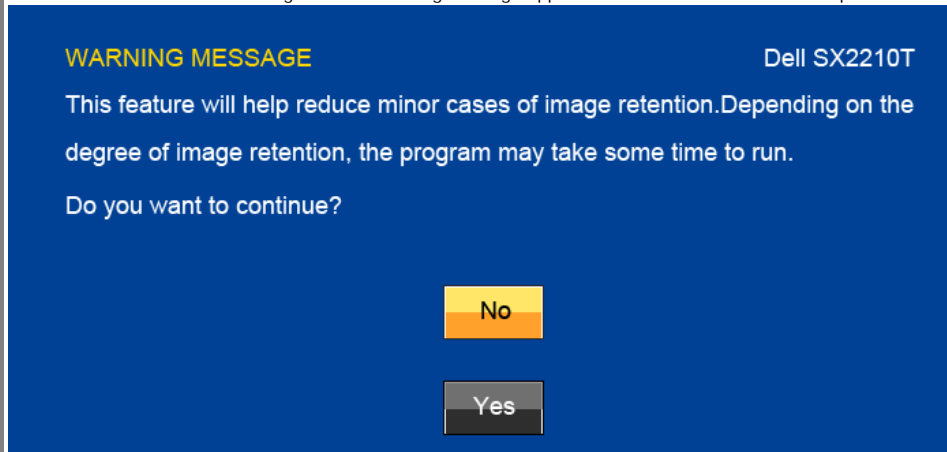 WARNING MESSAGE Dell SX2210T
This feature will help reduce minor cases of image retention.Depending on the
degree of image retention, the program may take some time to run.
Do you want to continue?
No
Yes